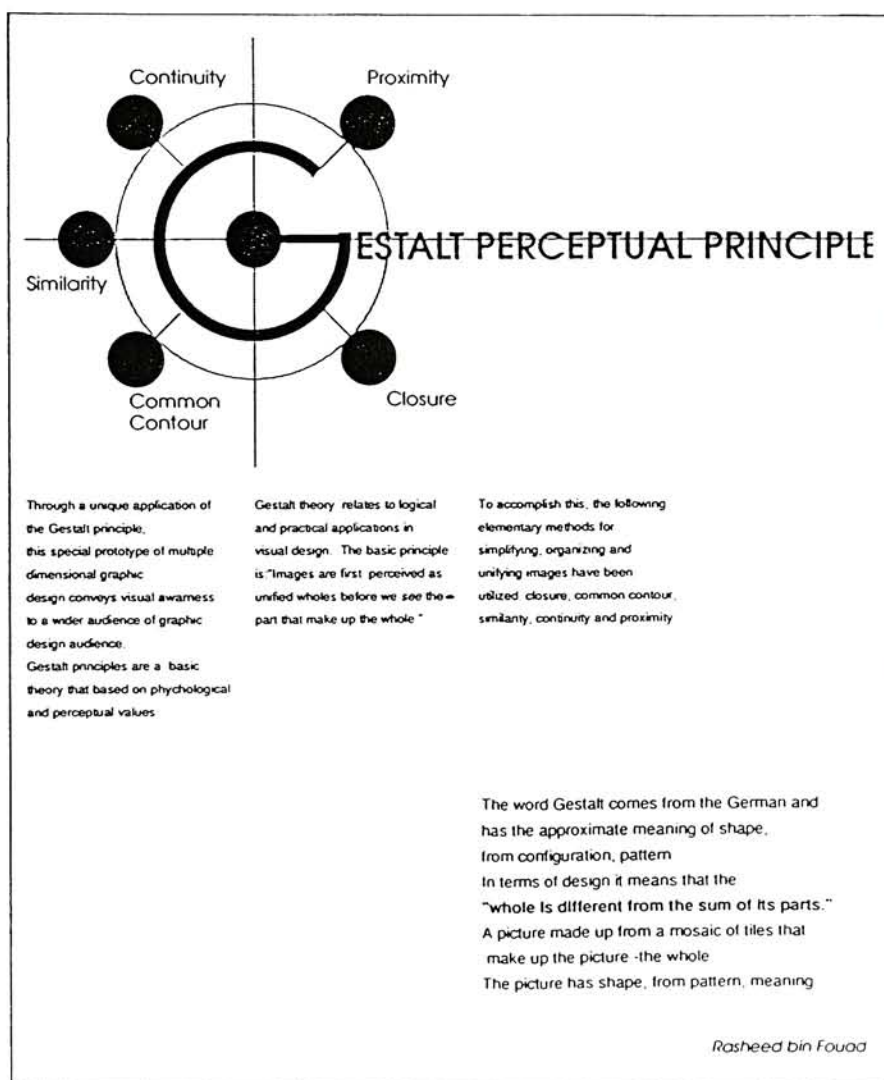 Continuity
Proximity
GESTALT PERCEPTUAL PRINCIPLE
Similarity
Common
Contour
Closure
Through a unique application of
the Gestalt principle,
this special prototype of multiple
dimensional graphic
design conveys visual awarness
to a wider audience of graphic
design audience.
Gestalt principles are a basic
theory that based on phychological
and perceptual values
Gestalt theory relates to logical
and practical applications in
visual design. The basic principle
is:"Images are first perceived as
unified wholes before we see the
part that make up the whole "
To accomplish this, the following
elementary methods for
simplifying, organizing and
unifying images have been
utilized closure, common contour,
similarity, continuity and proximity
The word Gestalt comes from the German and
has the approximate meaning of shape,
from configuration, pattern
In terms of design it means that the
"whole is different from the sum of its parts."
A picture made up from a mosaic of tiles that
make up the picture -the whole
The picture has shape, from pattern, meaning
Rasheed bin Fouad